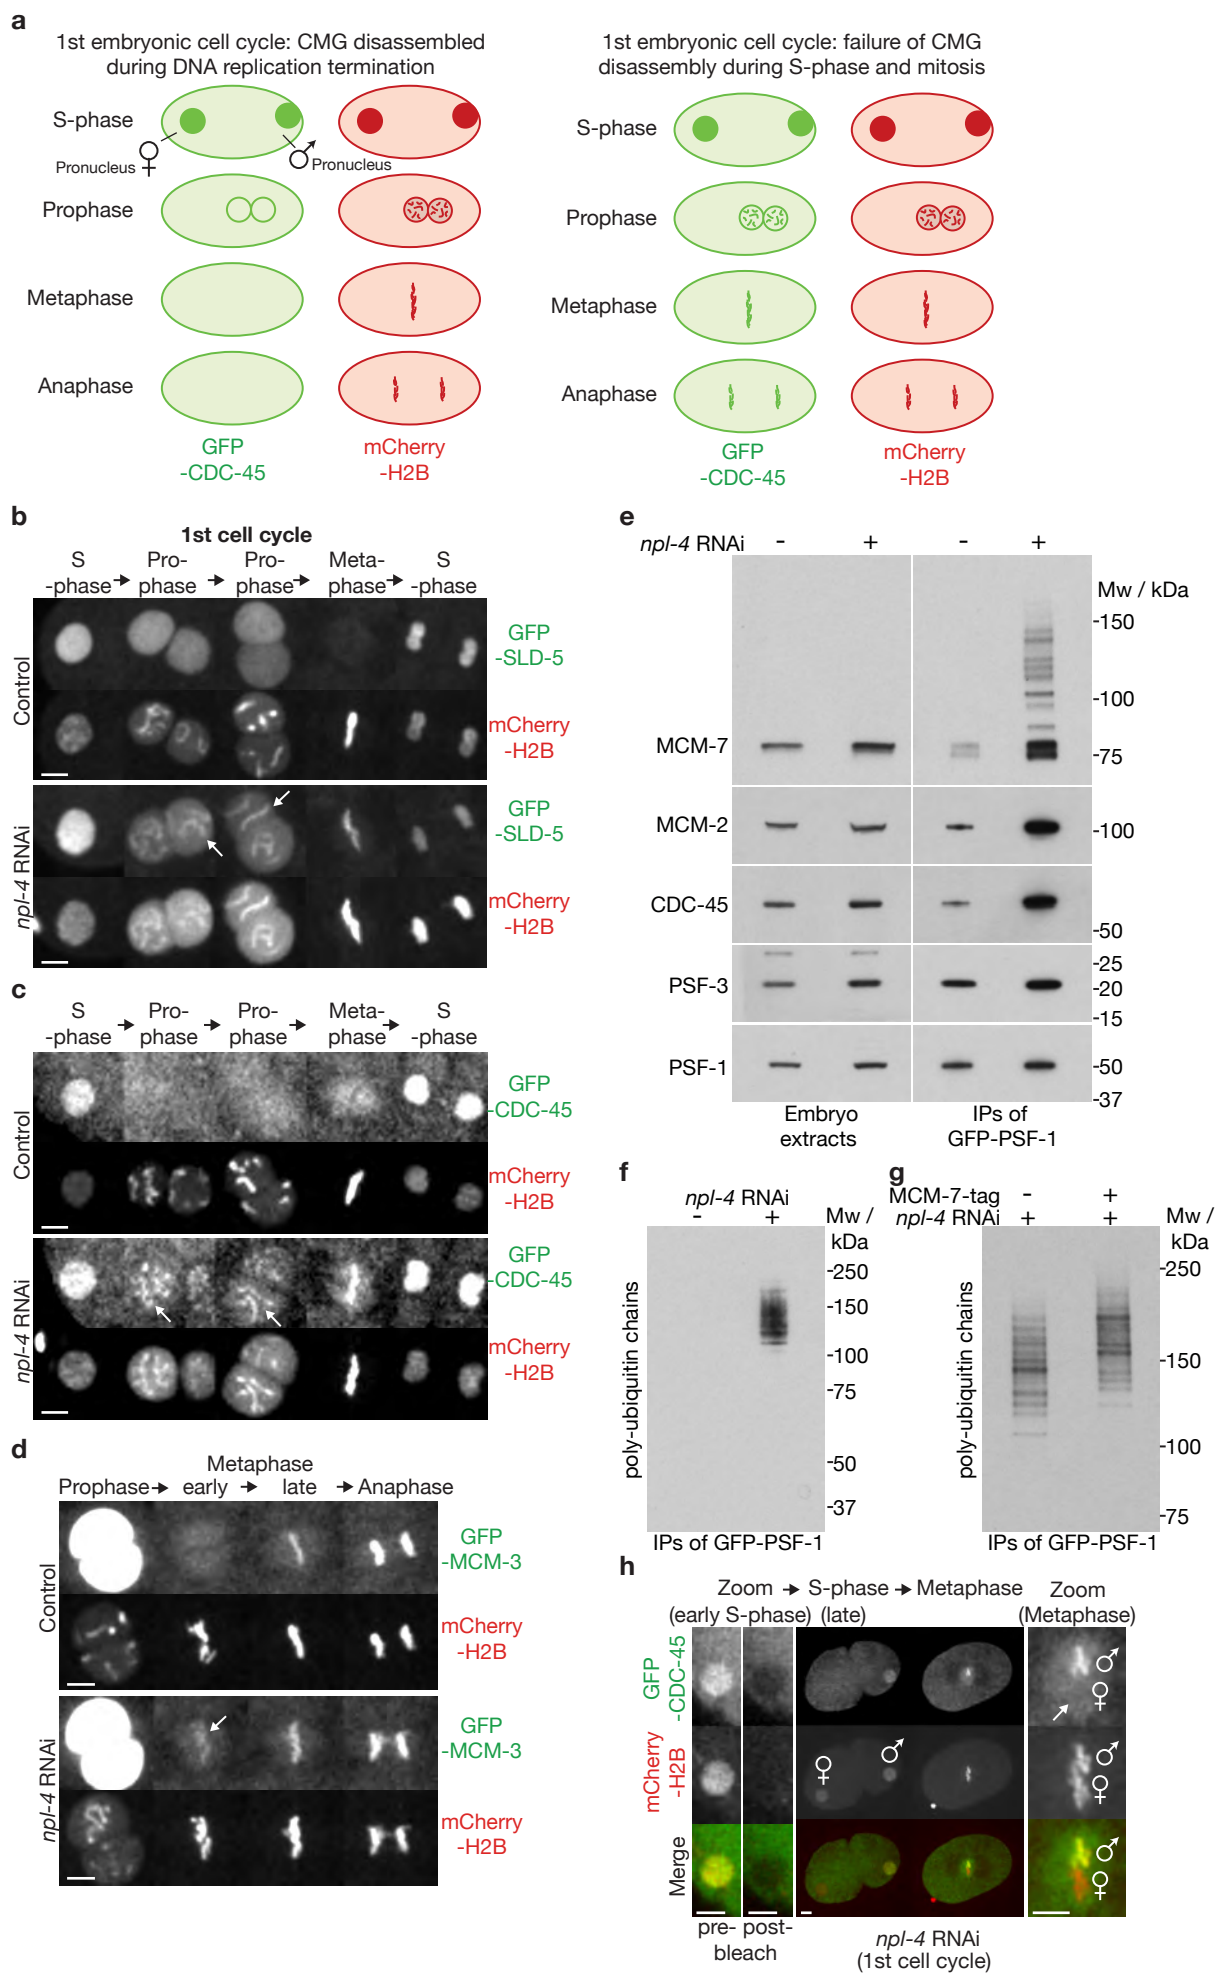 a
1st embryonic cell cycle: CMG disassembled
during DNA replication termination
S-phase
Pronucleus ♀
♂ Pronucleus
Prophase
Metaphase
Anaphase
GFP
-CDC-45
mCherry
-H2B
1st embryonic cell cycle: failure of CMG
disassembly during S-phase and mitosis
S-phase
Prophase
Metaphase
Anaphase
GFP
-CDC-45
mCherry
-H2B
b
1st cell cycle
S
-phase
Pro-
phase
Pro-
phase
Meta-
phase
S
-phase
Control
GFP
-SLD-5
mCherry
-H2B
npl-4 RNAi
GFP
-SLD-5
mCherry
-H2B
c
S
-phase
Pro-
phase
Pro-
phase
Meta-
phase
S
-phase
Control
GFP
-CDC-45
mCherry
-H2B
npl-4 RNAi
GFP
-CDC-45
mCherry
-H2B
d
Metaphase
Prophase early late Anaphase
Control
GFP
-MCM-3
mCherry
-H2B
npl-4 RNAi
GFP
-MCM-3
mCherry
-H2B
e
npl-4 RNAi - + - +
Mw / kDa
-150
-100
MCM-7
-75
MCM-2
-100
CDC-45
-50
-25
PSF-3
-20
-15
PSF-1
-50
-37
Embryo
extracts
IPs of
GFP-PSF-1
f
npl-4 RNAi
- +
Mw /
kDa
-250
-150
-100
-75
-50
-37
poly-ubiquitin chains
IPs of GFP-PSF-1
g
MCM-7-tag - +
npl-4 RNAi + +
Mw /
kDa
-250
-150
-100
-75
poly-ubiquitin chains
IPs of GFP-PSF-1
h
Zoom
(early S-phase)
S-phase
(late)
Metaphase
Zoom
(Metaphase)
GFP
-CDC-45
♂
♀
mCherry
-H2B
♀ ♂
♂
♀
Merge
♂
♀
pre- post-
bleach
npl-4 RNAi
(1st cell cycle)